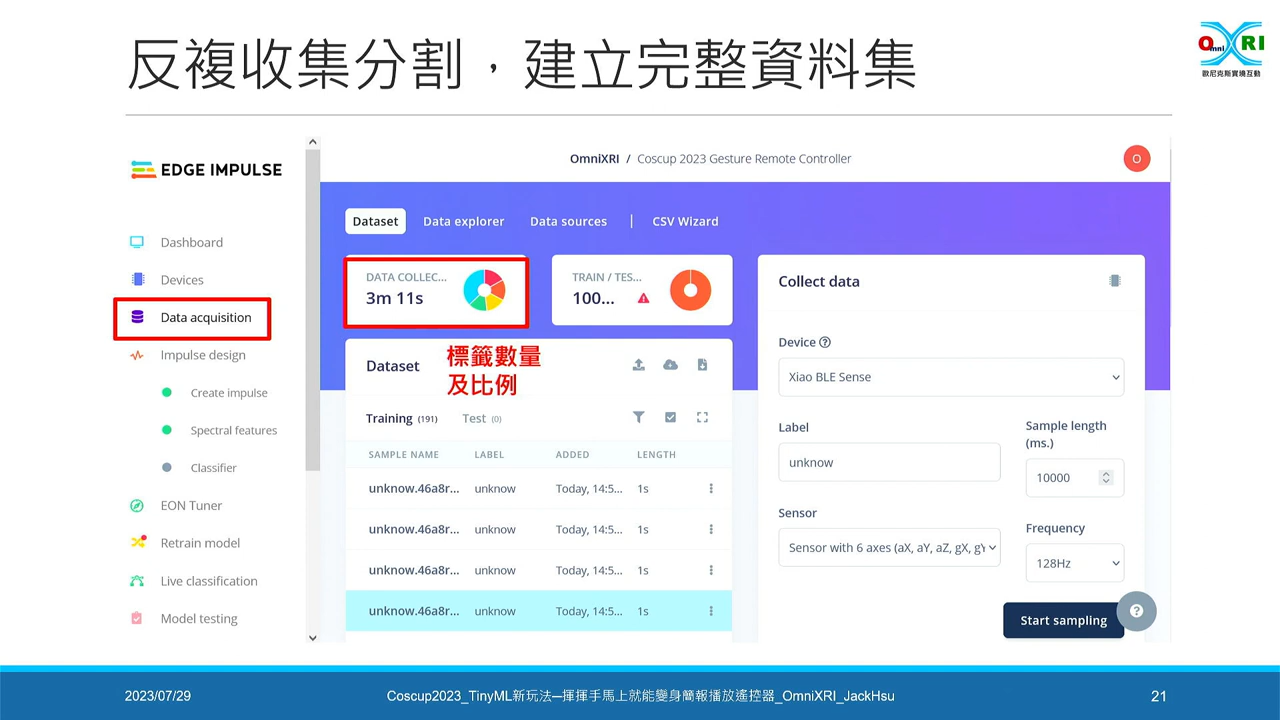 反複收集分割，建立完整資料集
Omni XRI
歐尼克斯實境互動
EDGE IMPULSE
Dashboard
Devices
Data acquisition
Impulse design
Create impulse
Spectral features
Classifier
EON Tuner
Retrain model
Live classification
Model testing
OmniXRI / Coscup 2023 Gesture Remote Controller
O
Dataset Data explorer Data sources | CSV Wizard
DATA COLLEC...
3m 11s
TRAIN / TES...
100...
Dataset
標籤數量
及比例
Training (191) Test (0)
SAMPLE NAME LABEL ADDED LENGTH
unknow.46a8r... unknow Today, 14:5... 1s
unknow.46a8r... unknow Today, 14:5... 1s
unknow.46a8r... unknow Today, 14:5... 1s
unknow.46a8r... unknow Today, 14:5... 1s
Collect data
Device ?
Xiao BLE Sense
Label
unknow
Sample length
(ms.)
10000
Sensor
Sensor with 6 axes (aX, aY, aZ, gX, gY
Frequency
128Hz
Start sampling
?
2023/07/29
Coscup2023_TinyML新玩法─揮揮手馬上就能變身簡報播放遙控器_OmniXRI_JackHsu
21